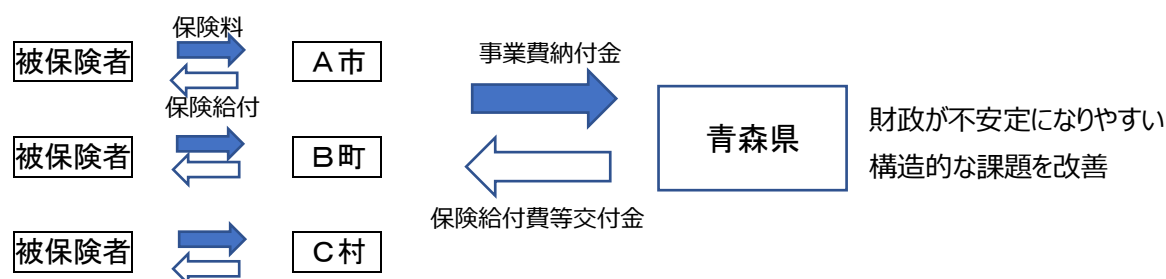 保険料
被保険者
A市
保険給付
被保険者
B町
被保険者
C村
事業費納付金
保険給付費等交付金
青森県
財政が不安定になりやすい
構造的な課題を改善